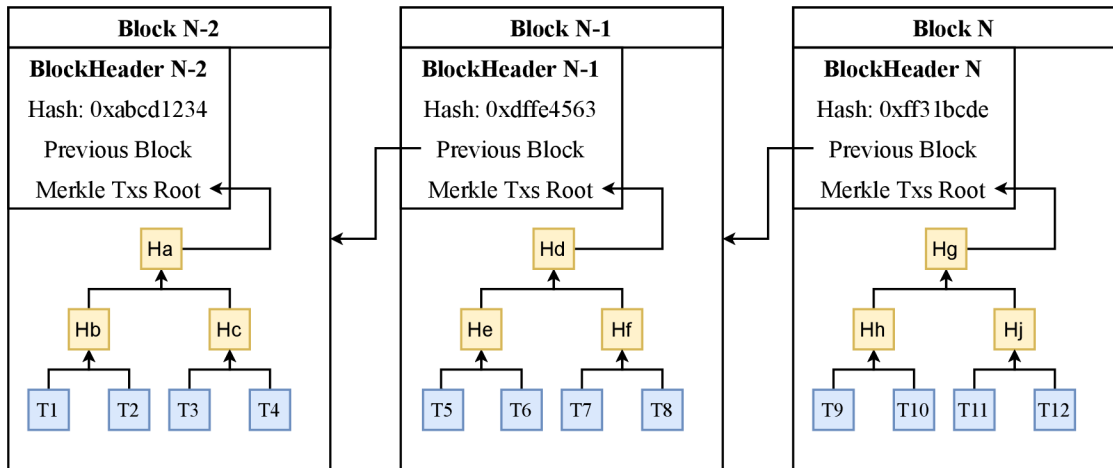 Block N-2
BlockHeader N-2
Hash: 0xabcd1234
Previous Block
Merkle Txs Root
Ha
Hb
Hc
T1
T2
T3
T4
Block N-1
BlockHeader N-1
Hash: 0xdffe4563
Previous Block
Merkle Txs Root
Hd
He
Hf
T5
T6
T7
T8
Block N
BlockHeader N
Hash: 0xff31bcde
Previous Block
Merkle Txs Root
Hg
Hh
Hj
T9
T10
T11
T12